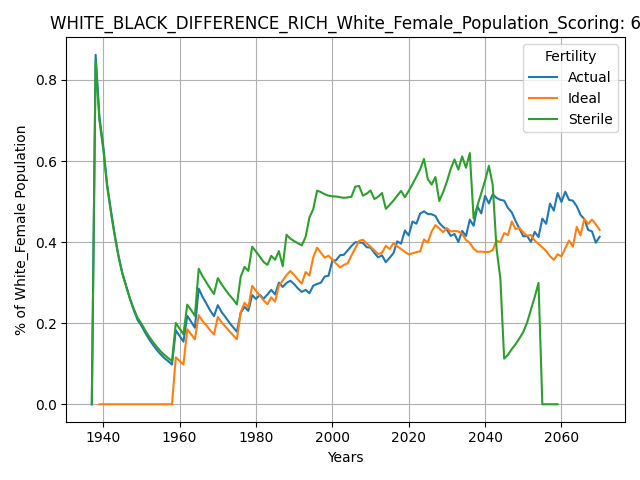 WHITE_BLACK_DIFFERENCE_RICH_White_Female_Population_Scoring: 6
Fertility
Actual
Ideal
Sterile
% of White_Female Population
0.8
0.6
0.4
0.2
0.0
1940 1960 1980 2000 2020 2040 2060
Years